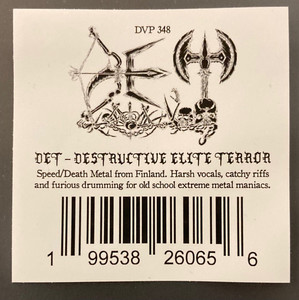 DVP 348
DET - DESTRUCTIVE ELITE TERROR
Speed/Death Metal from Finland. Harsh vocals, catchy riffs
and furious drumming for old school extreme metal maniacs.
1 99538 26065 6